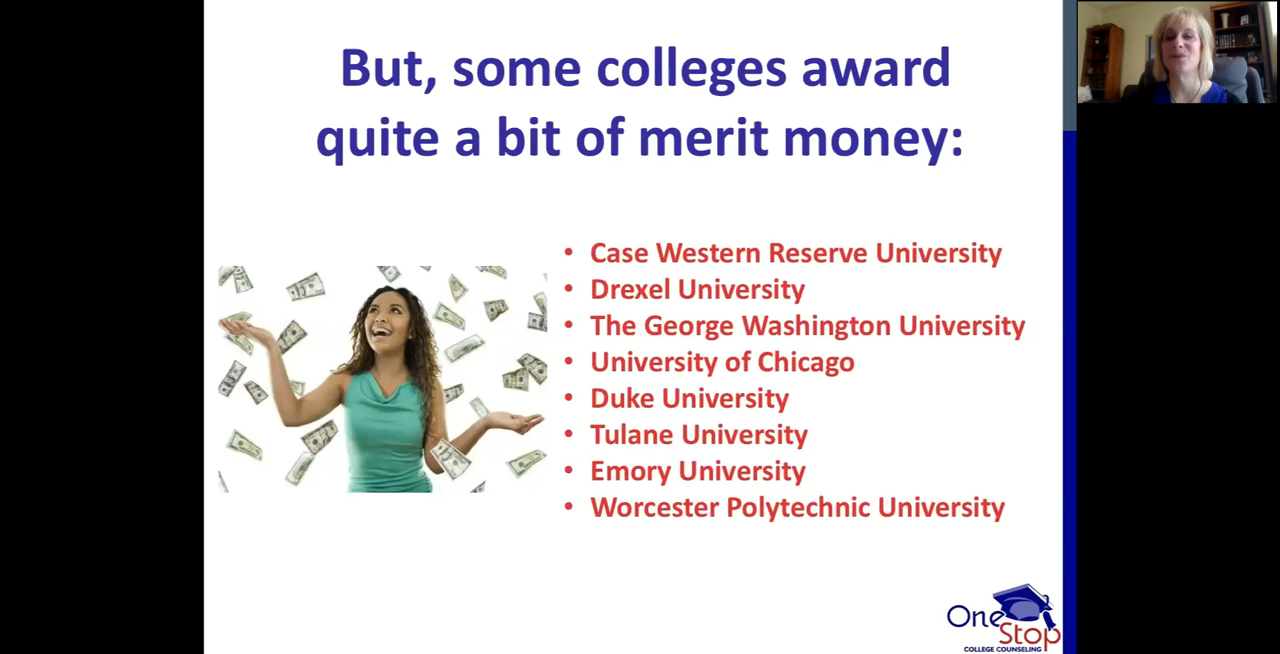 But, some colleges award
quite a bit of merit money:
• Case Western Reserve University
• Drexel University
• The George Washington University
• University of Chicago
• Duke University
• Tulane University
• Emory University
• Worcester Polytechnic University
One
Stop
COLLEGE COUNSELING